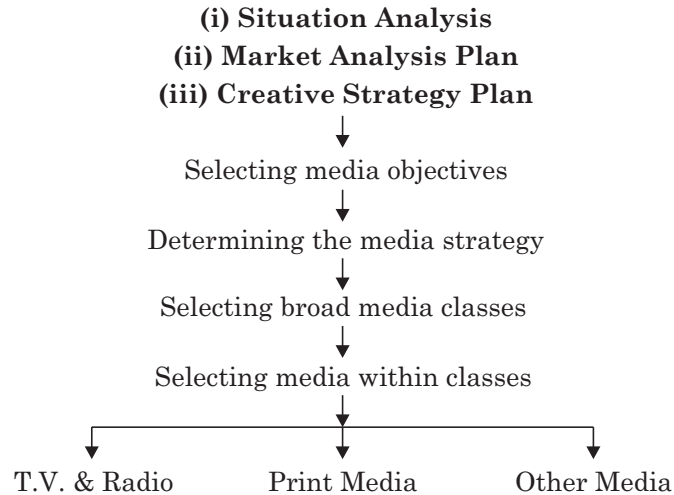 (i) Situation Analysis
(ii) Market Analysis Plan
(iii) Creative Strategy Plan
Selecting media objectives
Determining the media strategy
Selecting broad media classes
Selecting media within classes
T.V. & Radio Print Media Other Media